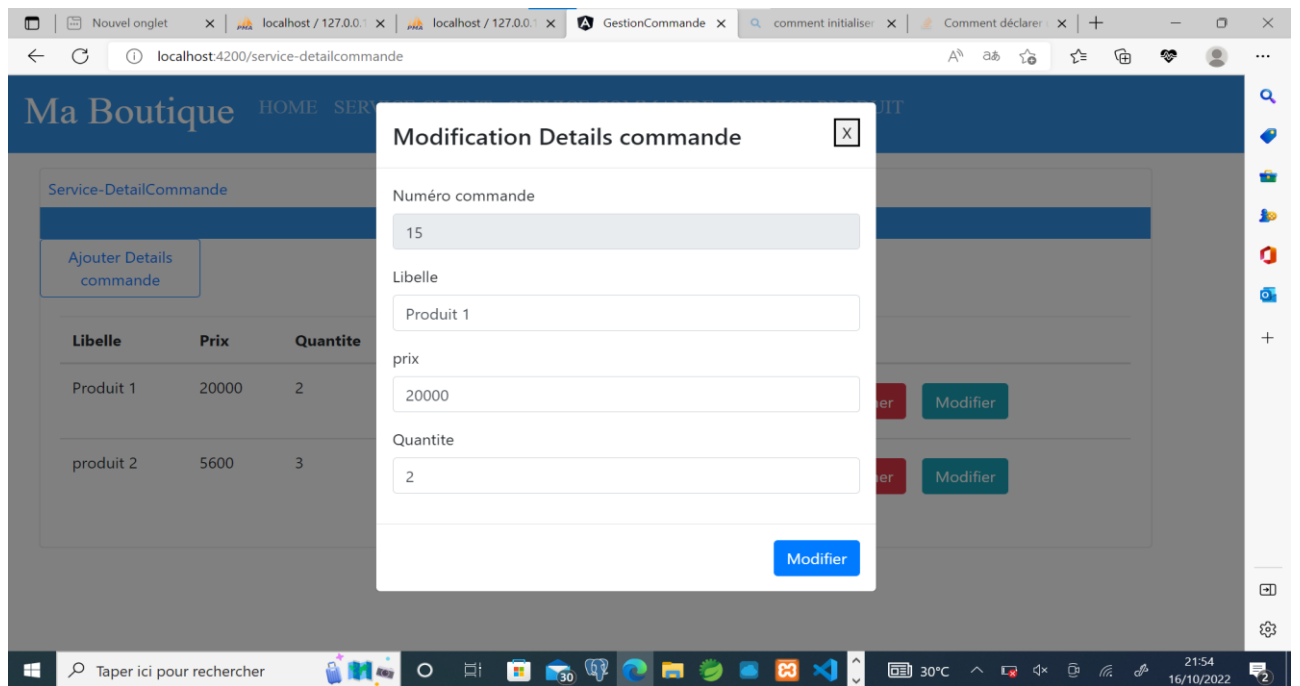 Nouvel onglet
localhost / 127.0.0.1
localhost / 127.0.0.1
GestionCommande
comment initialiser
Comment déclarer
localhost:4200/service-detailcommande
Ma Boutique HOME
Modification Details commande
X
Service-DetailCommande
Numéro commande
15
Ajouter Details
commande
Libelle
Produit 1
Libelle Prix Quantite
prix
20000
Produit 1 20000 2
Modifier
Quantite
2
produit 2 5600 3
Modifier
Modifier
Taper ici pour rechercher
30
30°C
21:54
16/10/2022
2